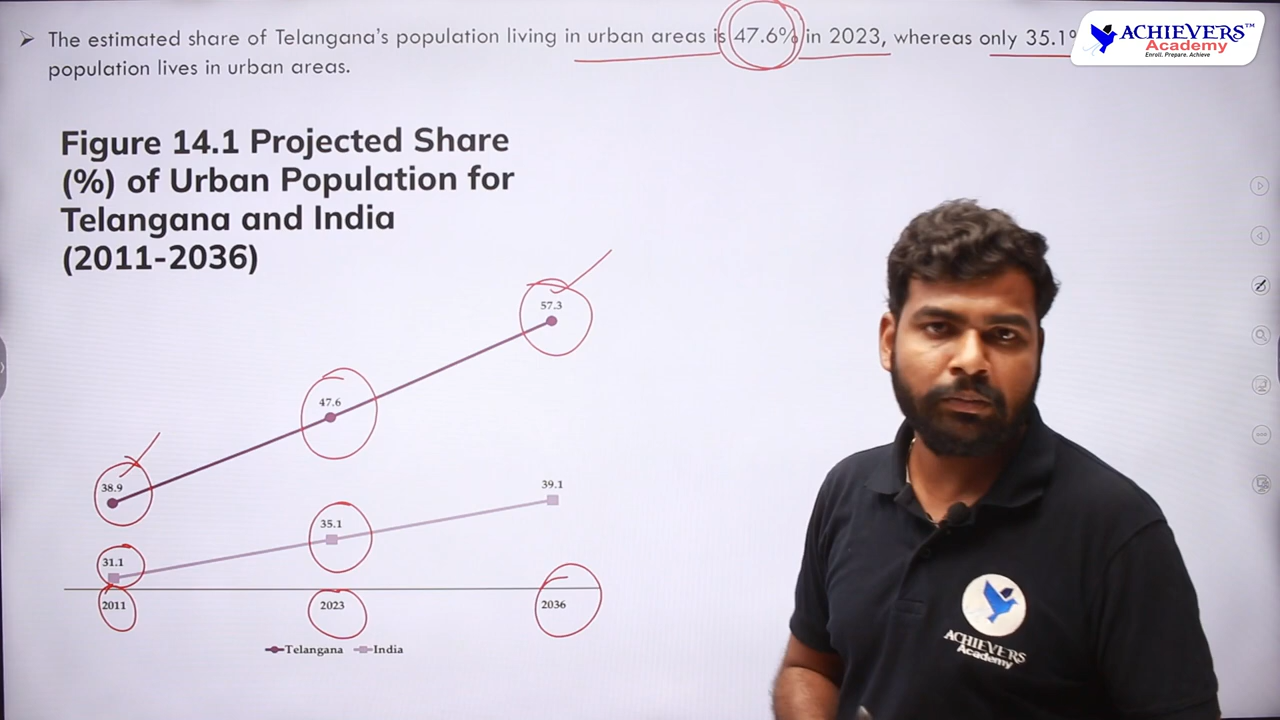 ➢ The estimated share of Telangana's population living in urban areas is 47.6% in 2023, whereas only 35.1%
population lives in urban areas.
ACHIEVERS™
Academy
Enroll. Prepare. Achieve
Figure 14.1 Projected Share
(%) of Urban Population for
Telangana and India
(2011-2036)
57.3
47.6
38.9
39.1
35.1
31.1
2011 2023 2036
Telangana India
ACHIEVERS
Academy